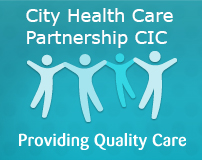 City Health Care
Partnership CIC
Providing Quality Care